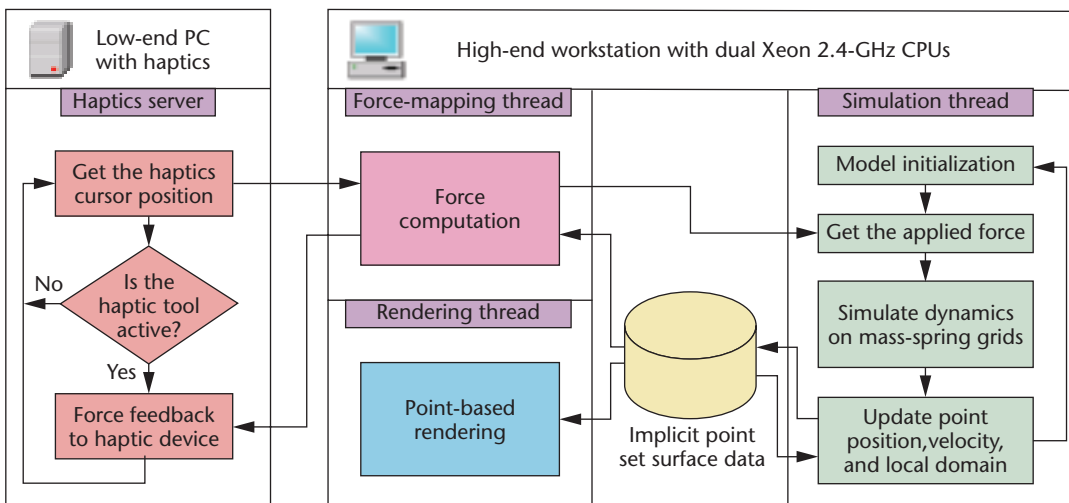 Low-end PC
with haptics
High-end workstation with dual Xeon 2.4-GHz CPUs
Haptics server
Force-mapping thread
Simulation thread
Get the haptics
cursor position
Force
computation
Model initialization
Get the applied force
No
Is the
haptic tool
active?
Rendering thread
Simulate dynamics
on mass-spring grids
Yes
Force feedback
to haptic device
Point-based
rendering
Implicit point
set surface data
Update point
position,velocity,
and local domain